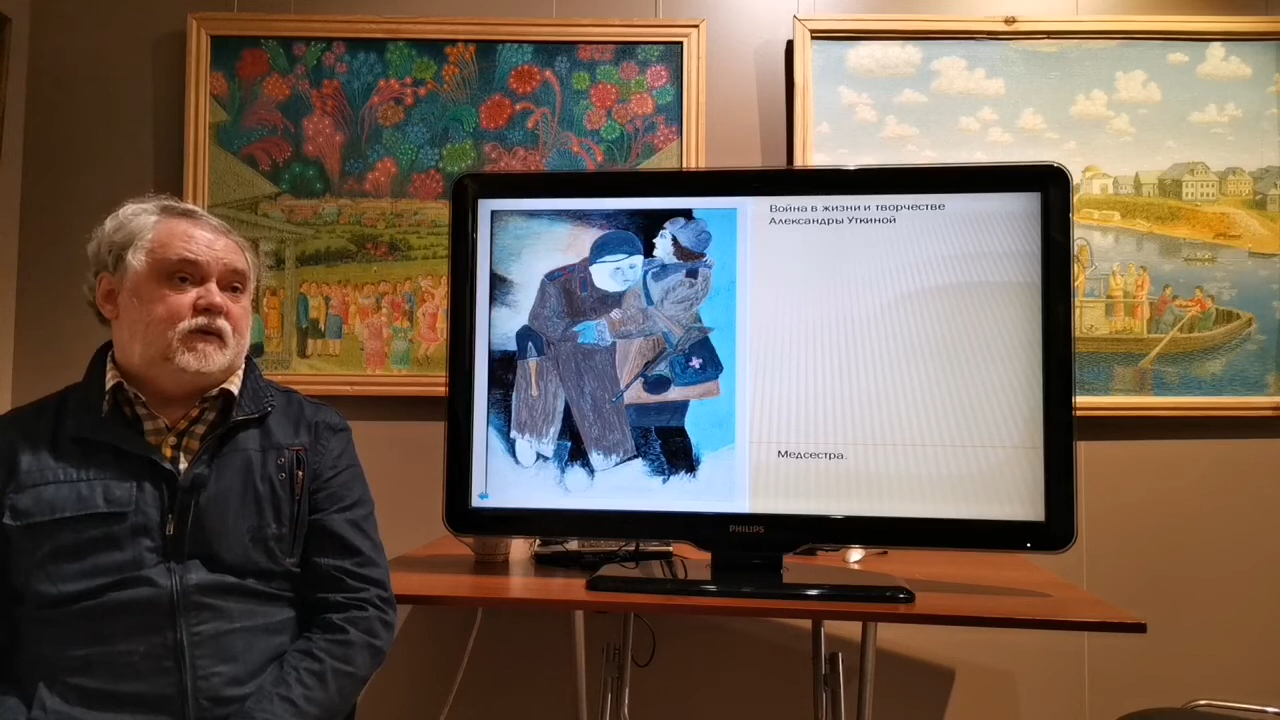 Война в жизни и творчестве
Александры Уткиной
Медсестра.
PHILIPS